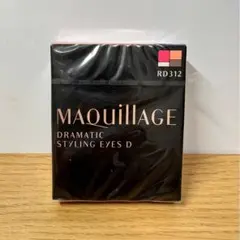 RD312
MAQuillAGE
DRAMATIC
STYLING EYES D